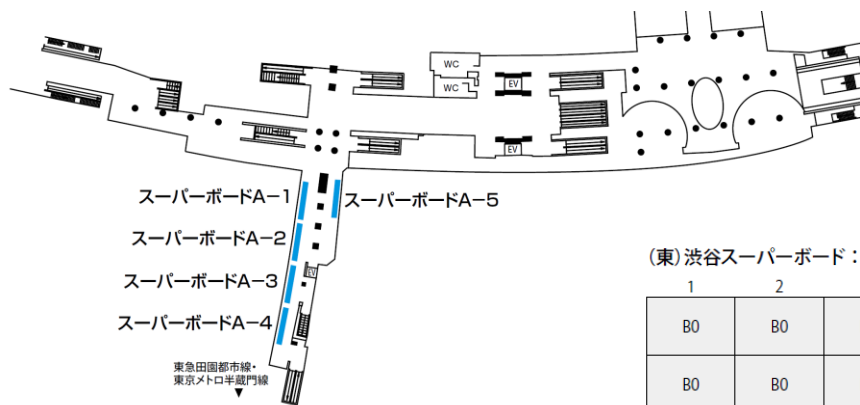 WC
WC
EV
EV
スーパーボードA-1
スーパーボードA-5
スーパーボードA-2
スーパーボードA-3
EV
スーパーボードA-4
東急田園都市線・
東京メトロ半蔵門線
▼
(東)渋谷スーパーボード：
1 2
B0 B0
B0 B0